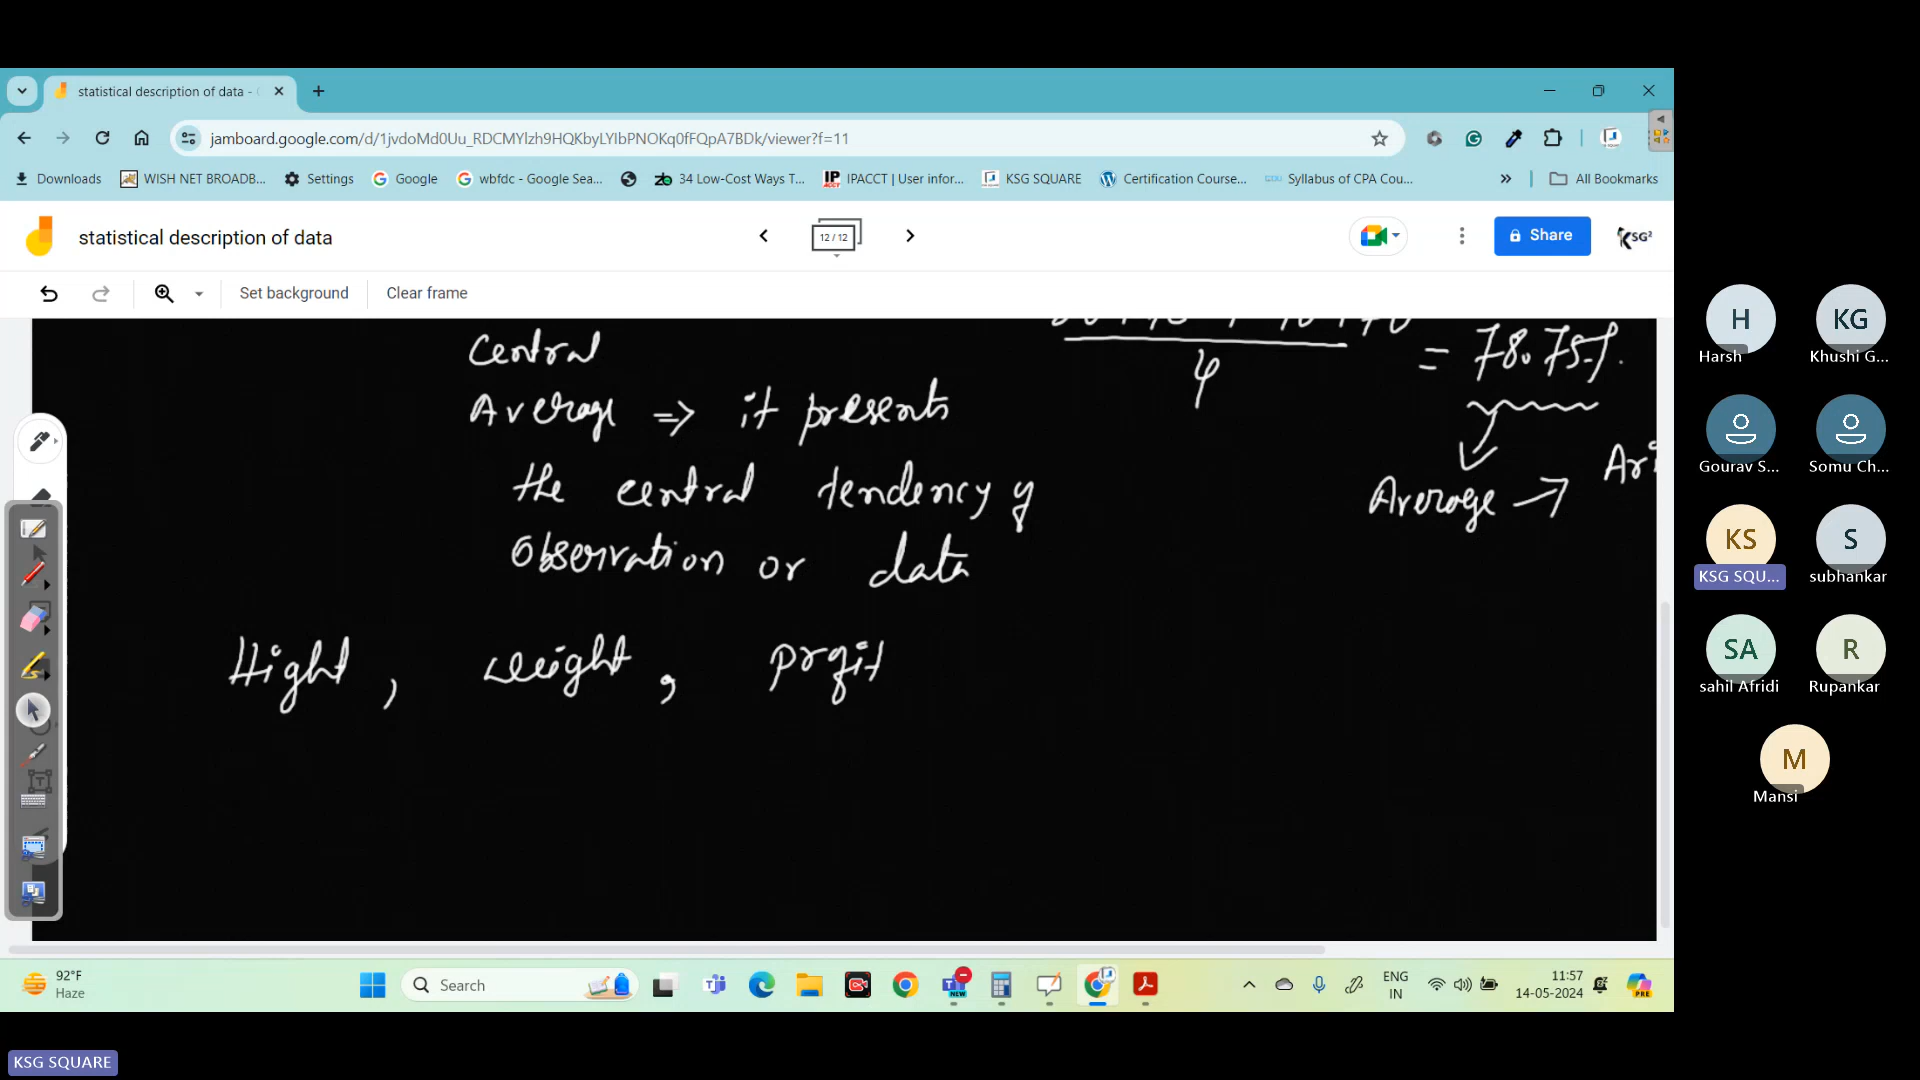 statistical description of data -
jamboard.google.com/d/1jvdoMd0Uu_RDCMYlzh9HQKbyLYIbPNOKq0fFQpA7BDk/viewer?f=11
Downloads WISH NET BROADB... Settings Google wbfdc - Google Sea... 34 Low-Cost Ways T... IPACCT | User infor... KSG SQUARE Certification Course... Syllabus of CPA Cou... » All Bookmarks
statistical description of data
12 / 12
Share
KSG²
Set background Clear frame
Central
4
= 78.75%
Average => it presents
the central tendency of
Average → Ari
Observation or data
Hight, weight, profit
H
Harsh
KG
Khushi G...
Gourav S...
Somu Ch...
KS
KSG SQU...
S
subhankar
SA
sahil Afridi
R
Rupankar
M
Mansi
92°F
Haze
Search
ENG
IN
11:57
14-05-2024
KSG SQUARE